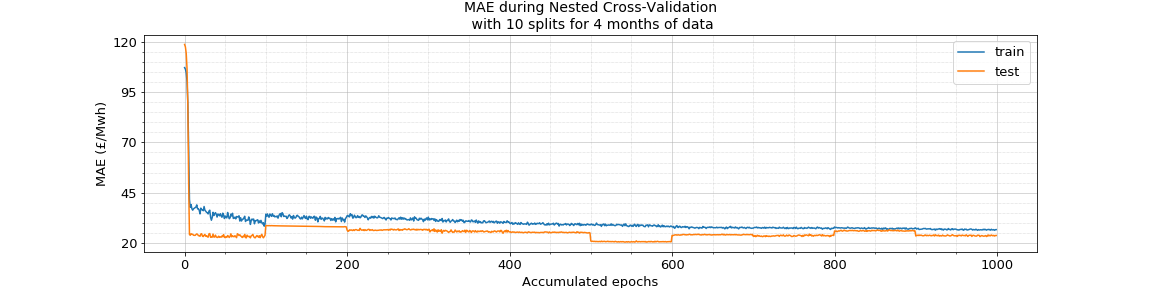 MAE during Nested Cross-Validation
with 10 splits for 4 months of data
120
95
70
45
20
MAE (£/Mwh)
train
test
0 200 400 600 800 1000
Accumulated epochs